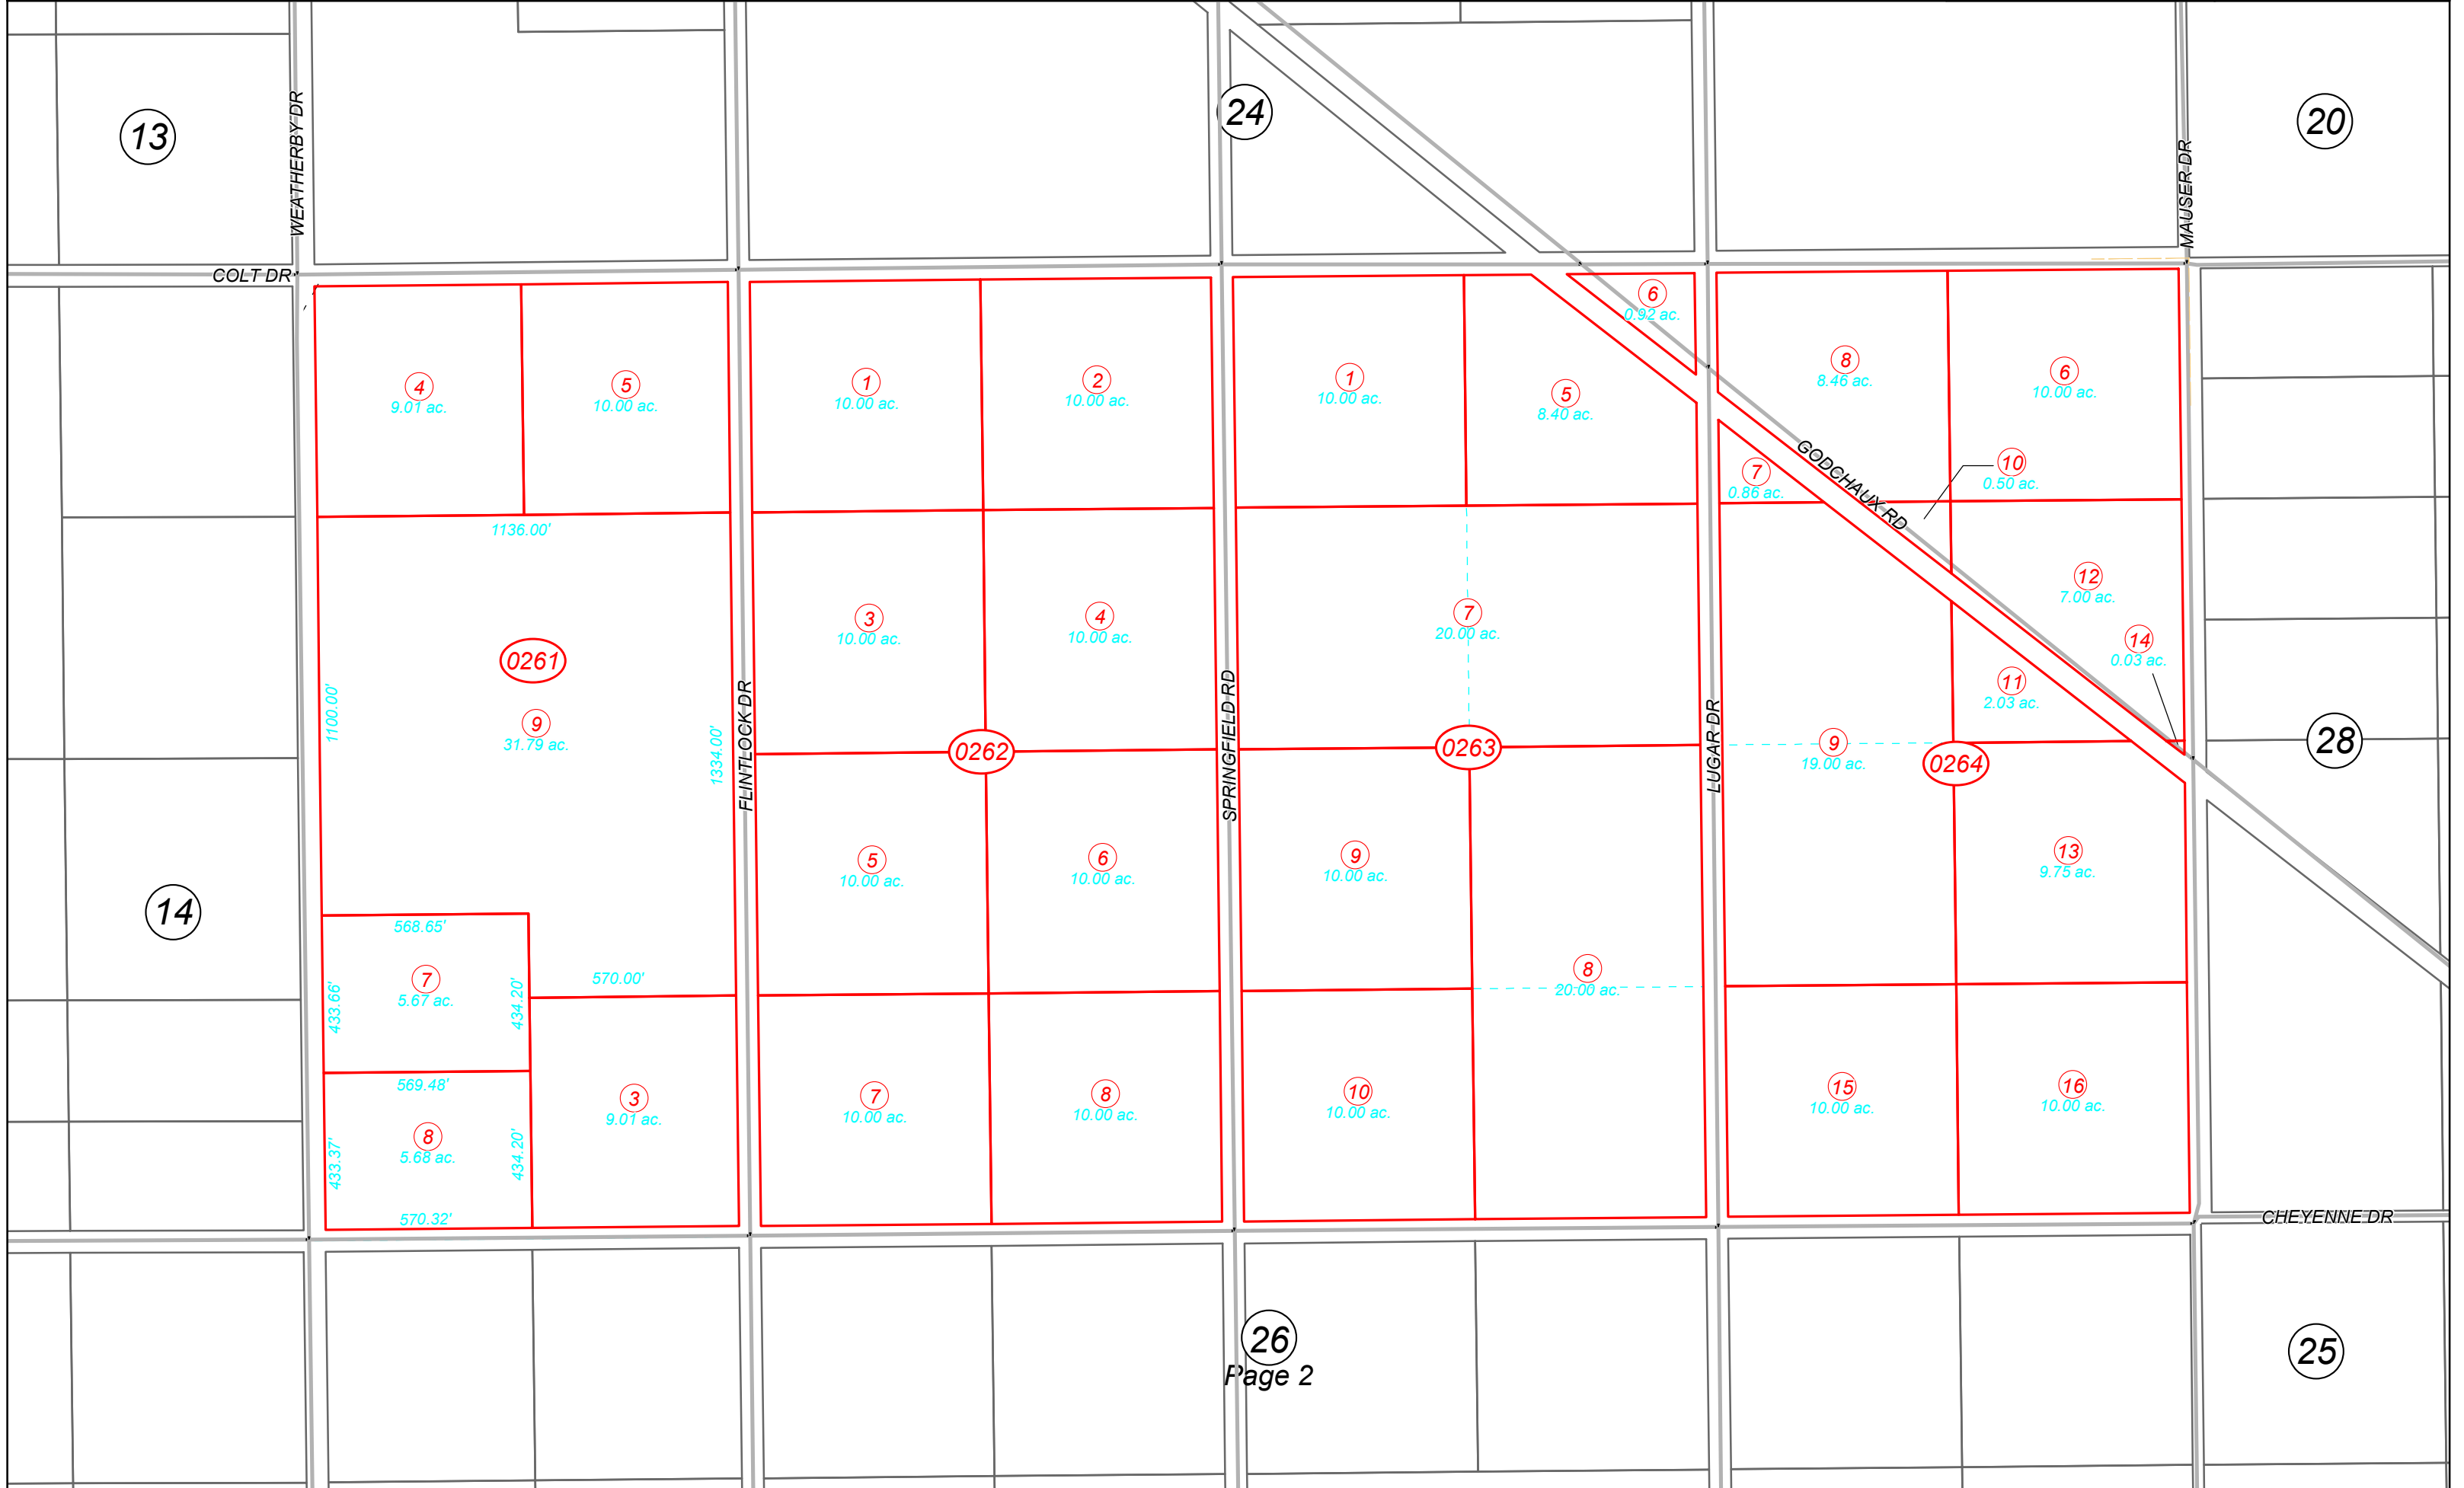 24
20
13
WEATHERBY DR
MAUSER DR
COLT DR
6
0.92 ac.
8
8.46 ac.
6
10.00 ac.
4
9.01 ac.
5
10.00 ac.
1
10.00 ac.
2
10.00 ac.
1
10.00 ac.
5
8.40 ac.
GODCHAUX RD
7
0.86 ac.
10
0.50 ac.
1136.00'
12
7.00 ac.
3
10.00 ac.
4
10.00 ac.
7
20.00 ac.
14
0.03 ac.
0261
11
2.03 ac.
1100.00'
9
31.79 ac.
1334.00'
FLINTLOCK DR
0262
SPRINGFIELD RD
0263
LUGAR DR
9
19.00 ac.
0264
28
5
10.00 ac.
6
10.00 ac.
9
10.00 ac.
13
9.75 ac.
14
568.65'
7
5.67 ac.
433.66'
434.20'
570.00'
8
20.00 ac.
569.48'
3
9.01 ac.
7
10.00 ac.
8
10.00 ac.
10
10.00 ac.
15
10.00 ac.
16
10.00 ac.
8
5.68 ac.
433.37'
434.20'
570.32'
CHEYENNE DR
26
Page 2
25